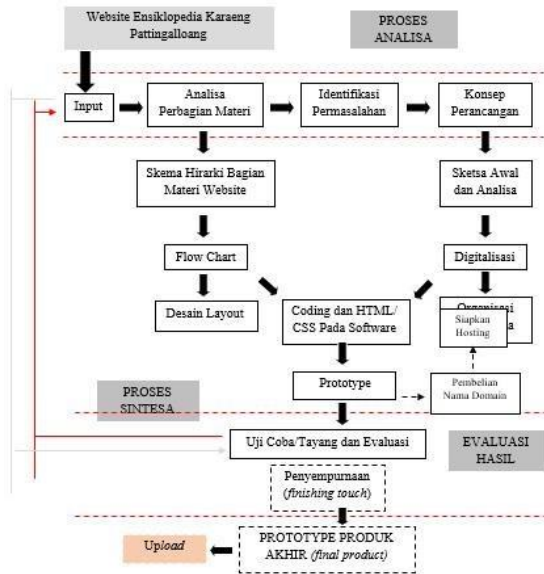 Website Ensiklopedia Karaeng
Pattingalloang
PROSES
ANALISA
Input
Analisa
Perbagian Materi
Identifikasi
Permasalahan
Konsep
Perancangan
Skema Hirarki Bagian
Materi Website
Sketsa Awal
dan Analisa
Flow Chart
Digitalisasi
Desain Layout
Coding dan HTML/
CSS Pada Software
Siapkan
Hosting
Prototype
Pembelian
Nama Domain
PROSES
SINTESA
Uji Coba/Tayang dan Evaluasi
EVALUASI
HASIL
Penyempurnaan
(finishing touch)
PROTOTYPE PRODUK
AKHIR (final product)
Upload